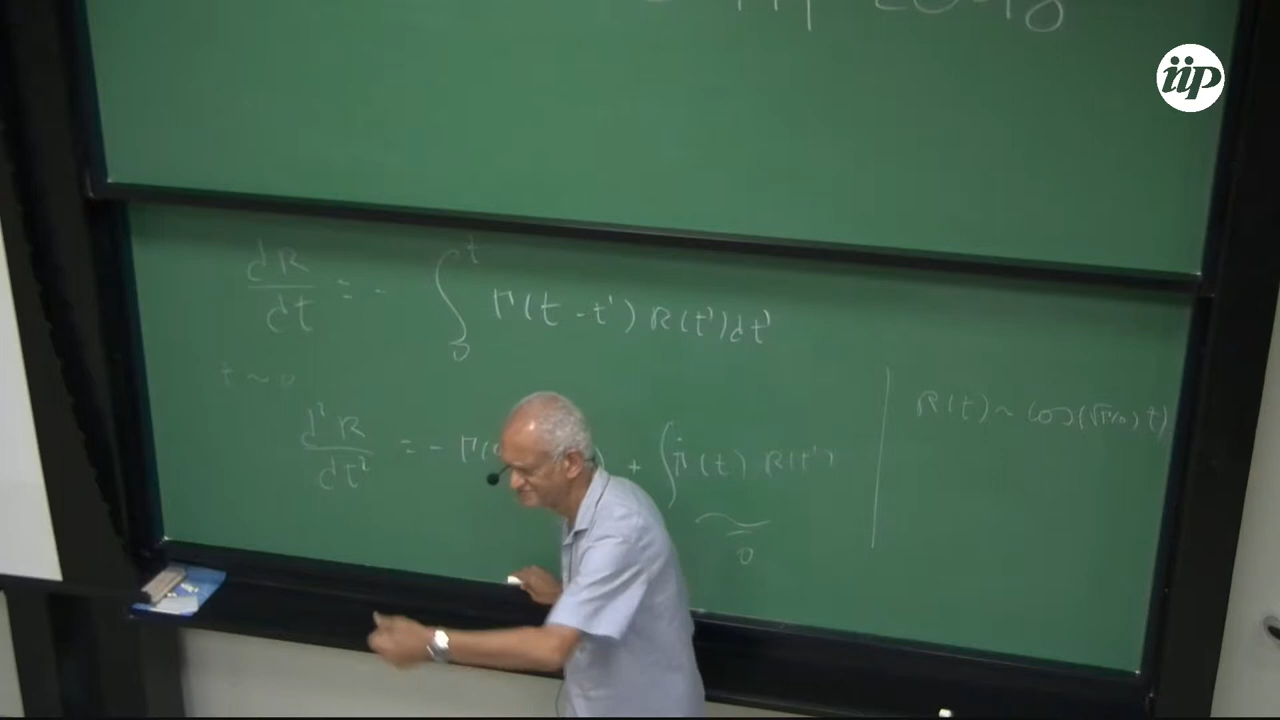 iip
dR/dt = - ∫₀ᵗ Γ(t-t') R(t')dt'
t ~ 0
d²R/dt² = - Γ( + ∫ Γ̇(t) R(t')
0
R(t) ~ cos(√Γ(0) t)